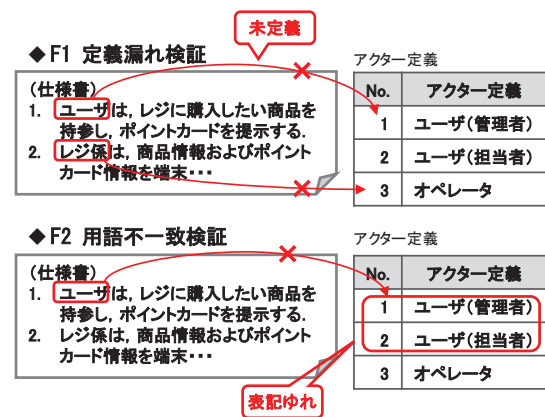 未定義
◆F1 定義漏れ検証
アクター定義
(仕様書)
1. ユーザは, レジに購入したい商品を
持参し, ポイントカードを提示する.
2. レジ係は, 商品情報およびポイント
カード情報を端末・・・
No. アクター定義
1 ユーザ(管理者)
2 ユーザ(担当者)
3 オペレータ
◆F2 用語不一致検証
アクター定義
(仕様書)
1. ユーザは, レジに購入したい商品を
持参し, ポイントカードを提示する.
2. レジ係は, 商品情報およびポイント
カード情報を端末・・・
No. アクター定義
1 ユーザ(管理者)
2 ユーザ(担当者)
3 オペレータ
表記ゆれ